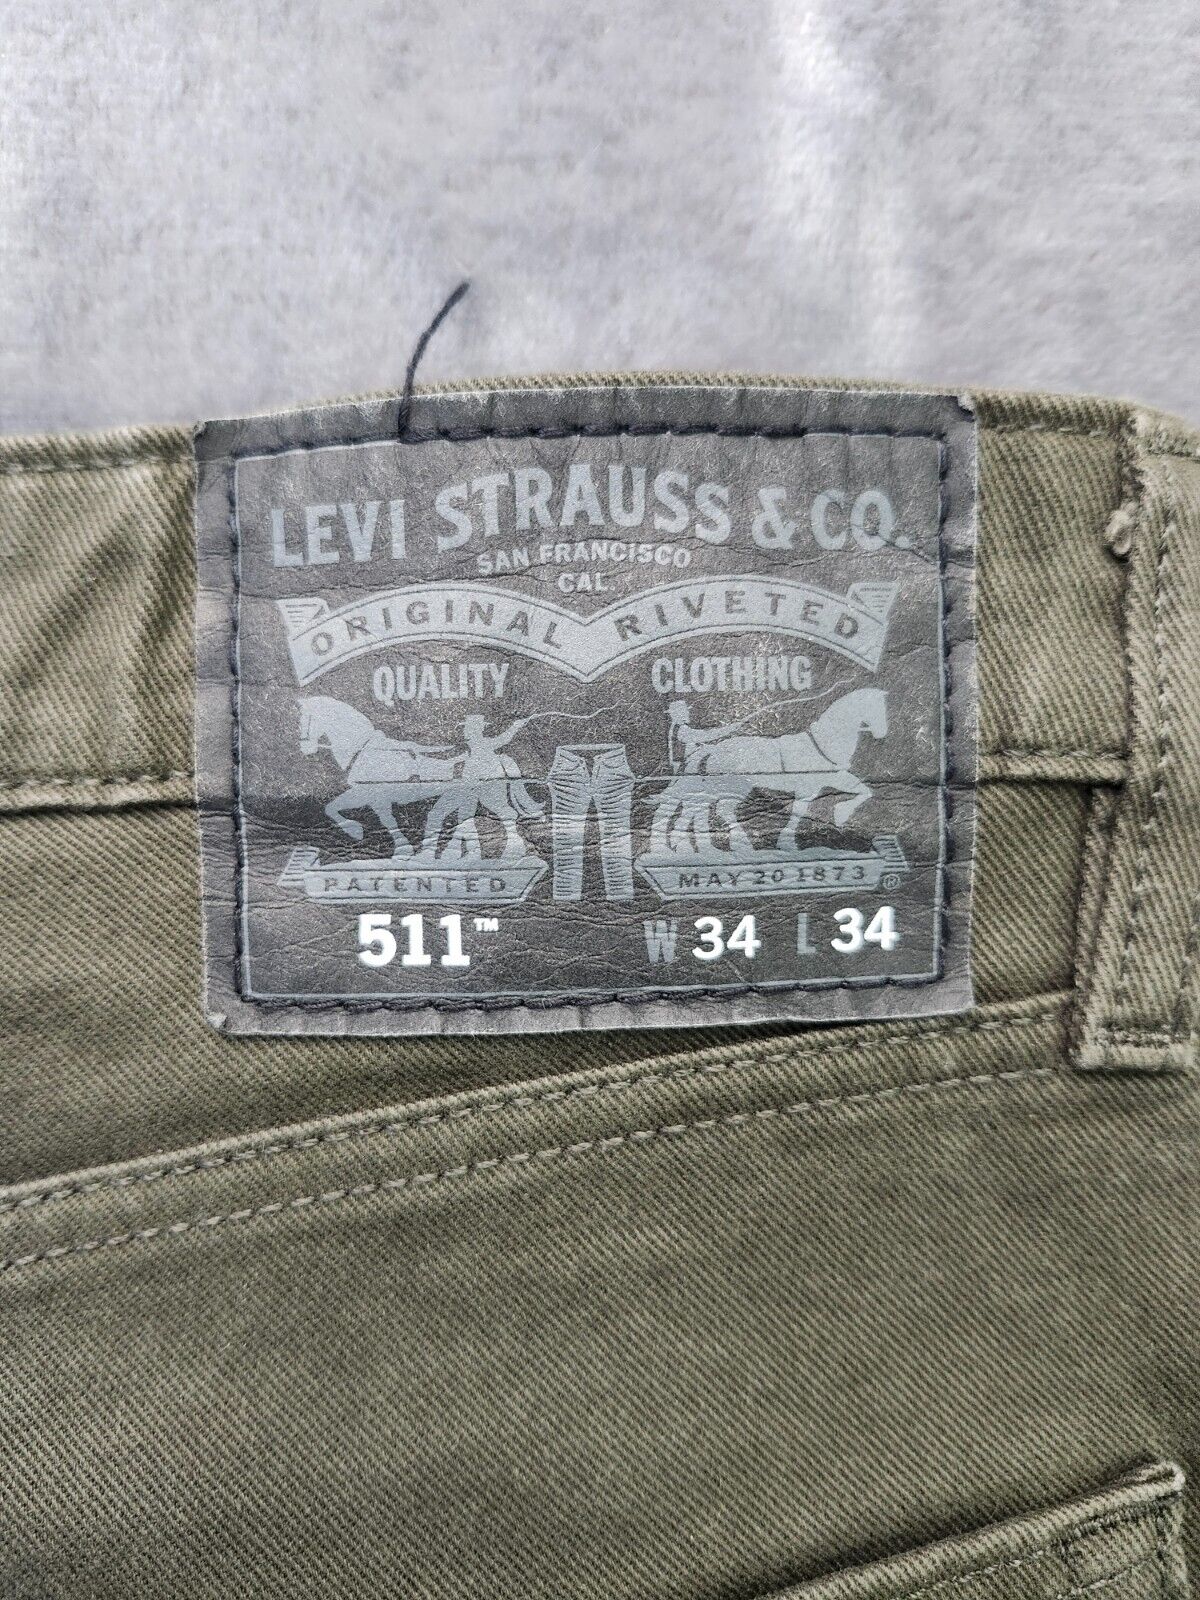 LEVI STRAUSS & CO.
SAN FRANCISCO
CAL.
ORIGINAL RIVETED
QUALITY CLOTHING
PATENTED MAY 20 1873 ®
511™ W 34 L 34